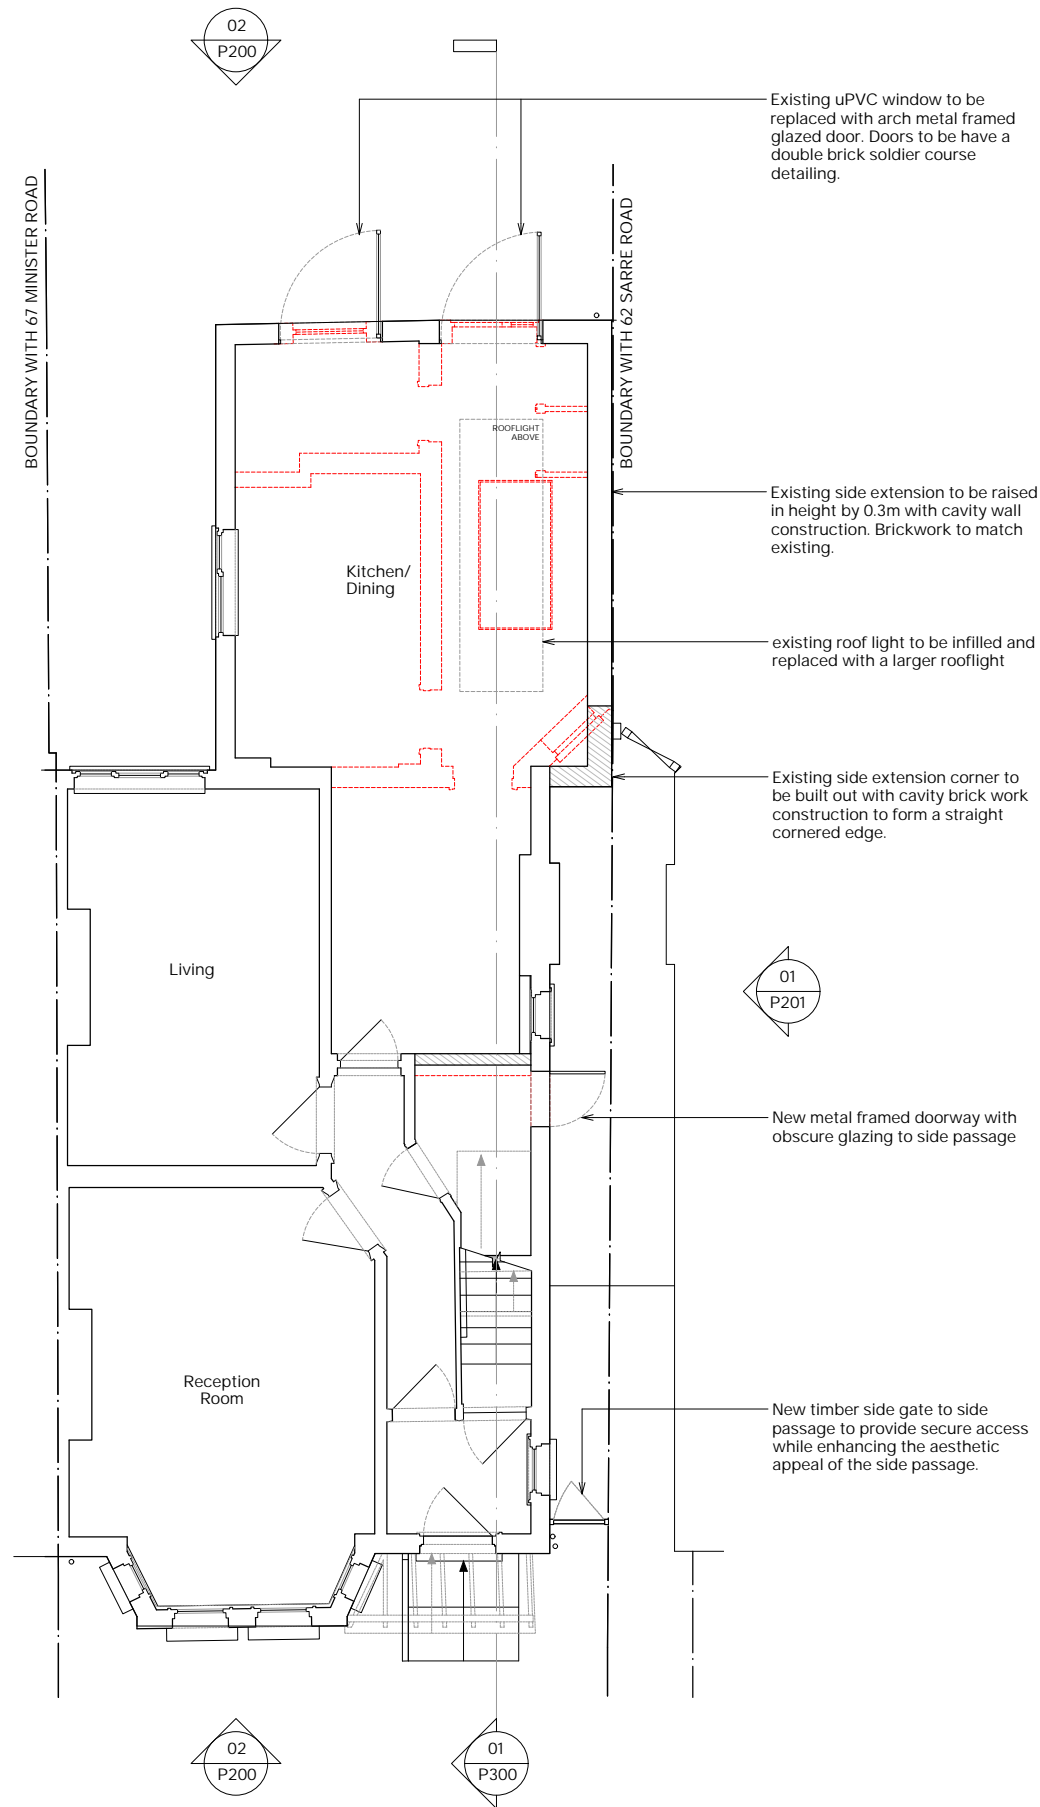 02
P200
Existing uPVC window to be
replaced with arch metal framed
glazed door. Doors to be have a
double brick soldier course
detailing.
BOUNDARY WITH 67 MINISTER ROAD
BOUNDARY WITH 62 SARRE ROAD
ROOFLIGHT
ABOVE
Existing side extension to be raised
in height by 0.3m with cavity wall
construction. Brickwork to match
existing.
Kitchen/
Dining
existing roof light to be infilled and
replaced with a larger rooflight
Existing side extension corner to
be built out with cavity brick work
construction to form a straight
cornered edge.
Living
01
P201
New metal framed doorway with
obscure glazing to side passage
Reception
Room
New timber side gate to side
passage to provide secure access
while enhancing the aesthetic
appeal of the side passage.
02
P200
01
P300